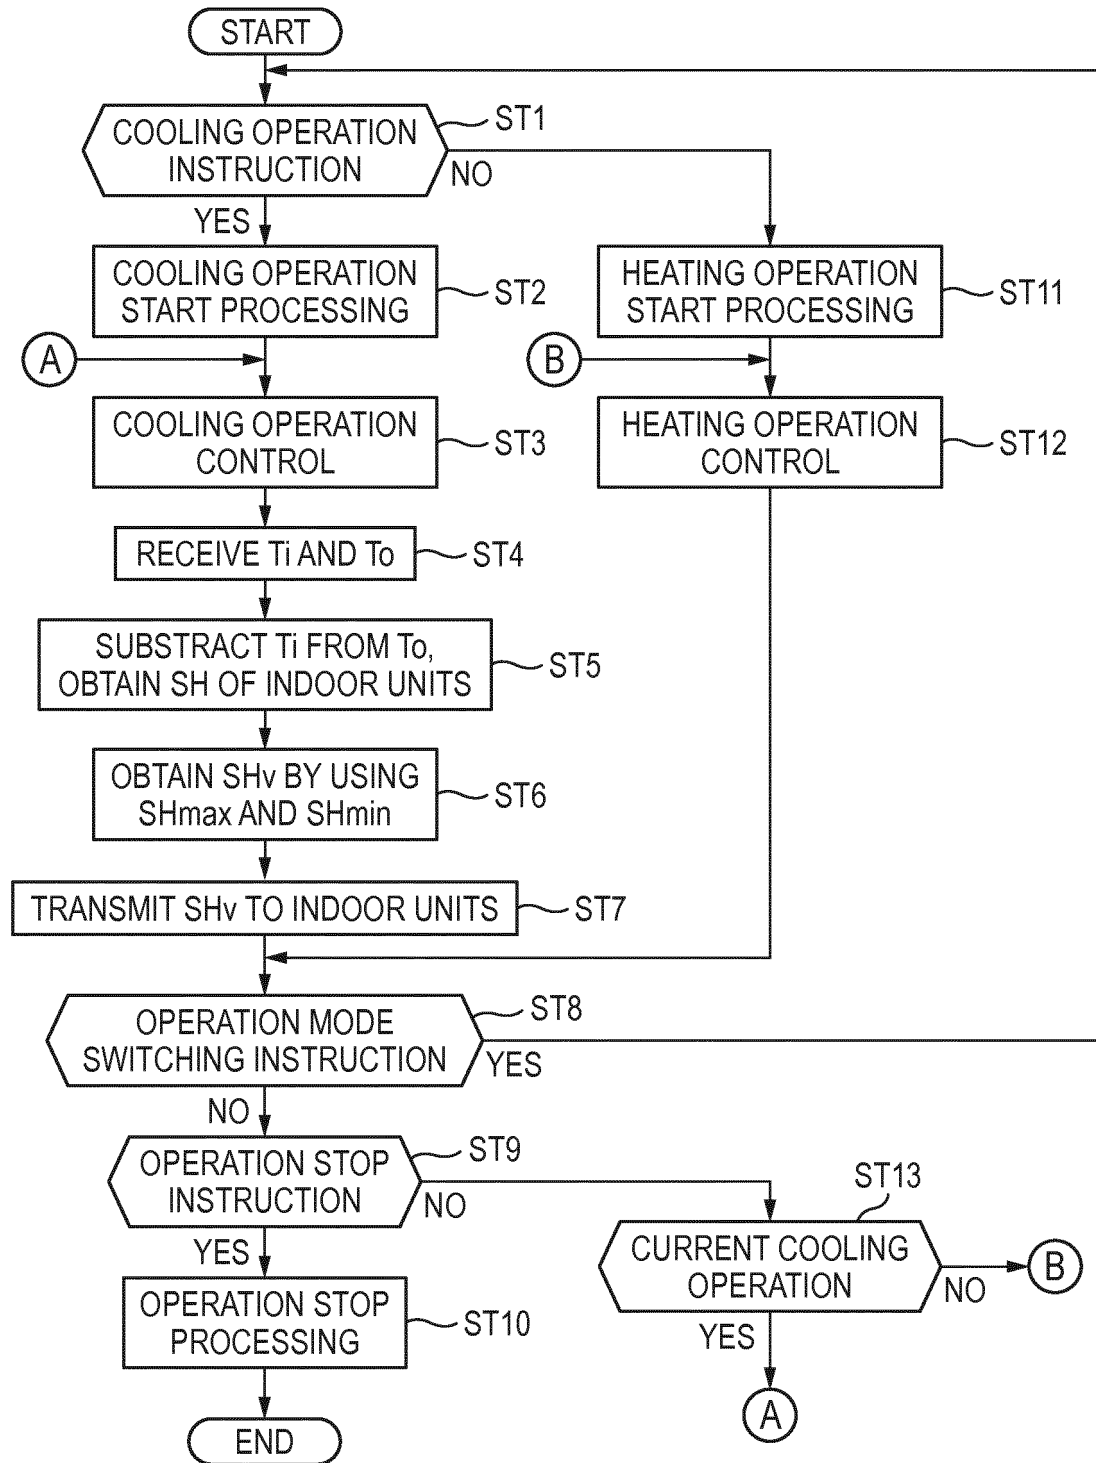 START
COOLING OPERATION
INSTRUCTION
ST1
NO
YES
COOLING OPERATION
START PROCESSING
ST2
HEATING OPERATION
START PROCESSING
ST11
A
B
COOLING OPERATION
CONTROL
ST3
HEATING OPERATION
CONTROL
ST12
RECEIVE Ti AND To
ST4
SUBSTRACT Ti FROM To,
OBTAIN SH OF INDOOR UNITS
ST5
OBTAIN SHv BY USING
SHmax AND SHmin
ST6
TRANSMIT SHv TO INDOOR UNITS
ST7
OPERATION MODE
SWITCHING INSTRUCTION
ST8
YES
NO
OPERATION STOP
INSTRUCTION
ST9
NO
YES
ST13
CURRENT COOLING
OPERATION
NO
B
YES
A
OPERATION STOP
PROCESSING
ST10
END